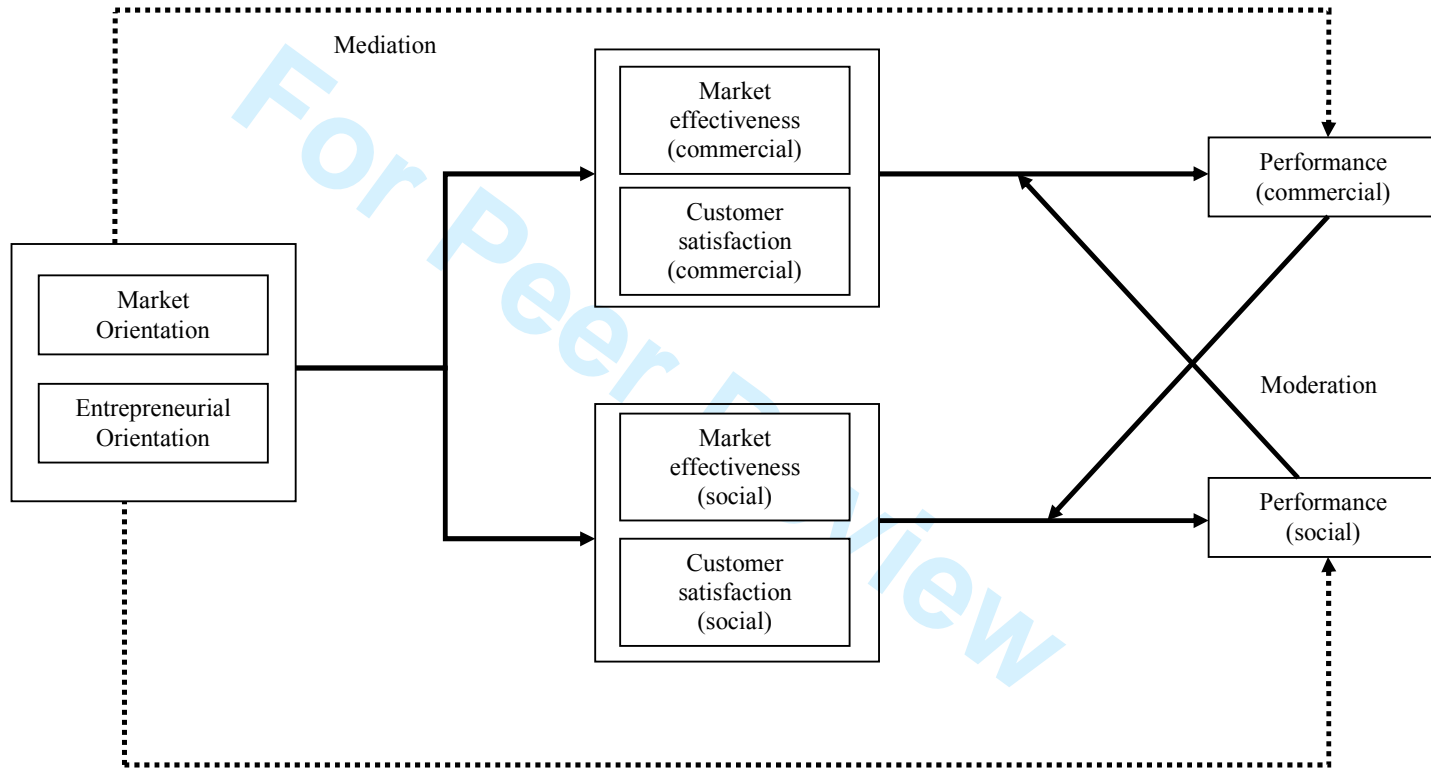 Mediation
Market
effectiveness
(commercial)
Customer
satisfaction
(commercial)
Performance
(commercial)
Market
Orientation
Entrepreneurial
Orientation
Market
effectiveness
(social)
Customer
satisfaction
(social)
Moderation
Performance
(social)
For Peer Review